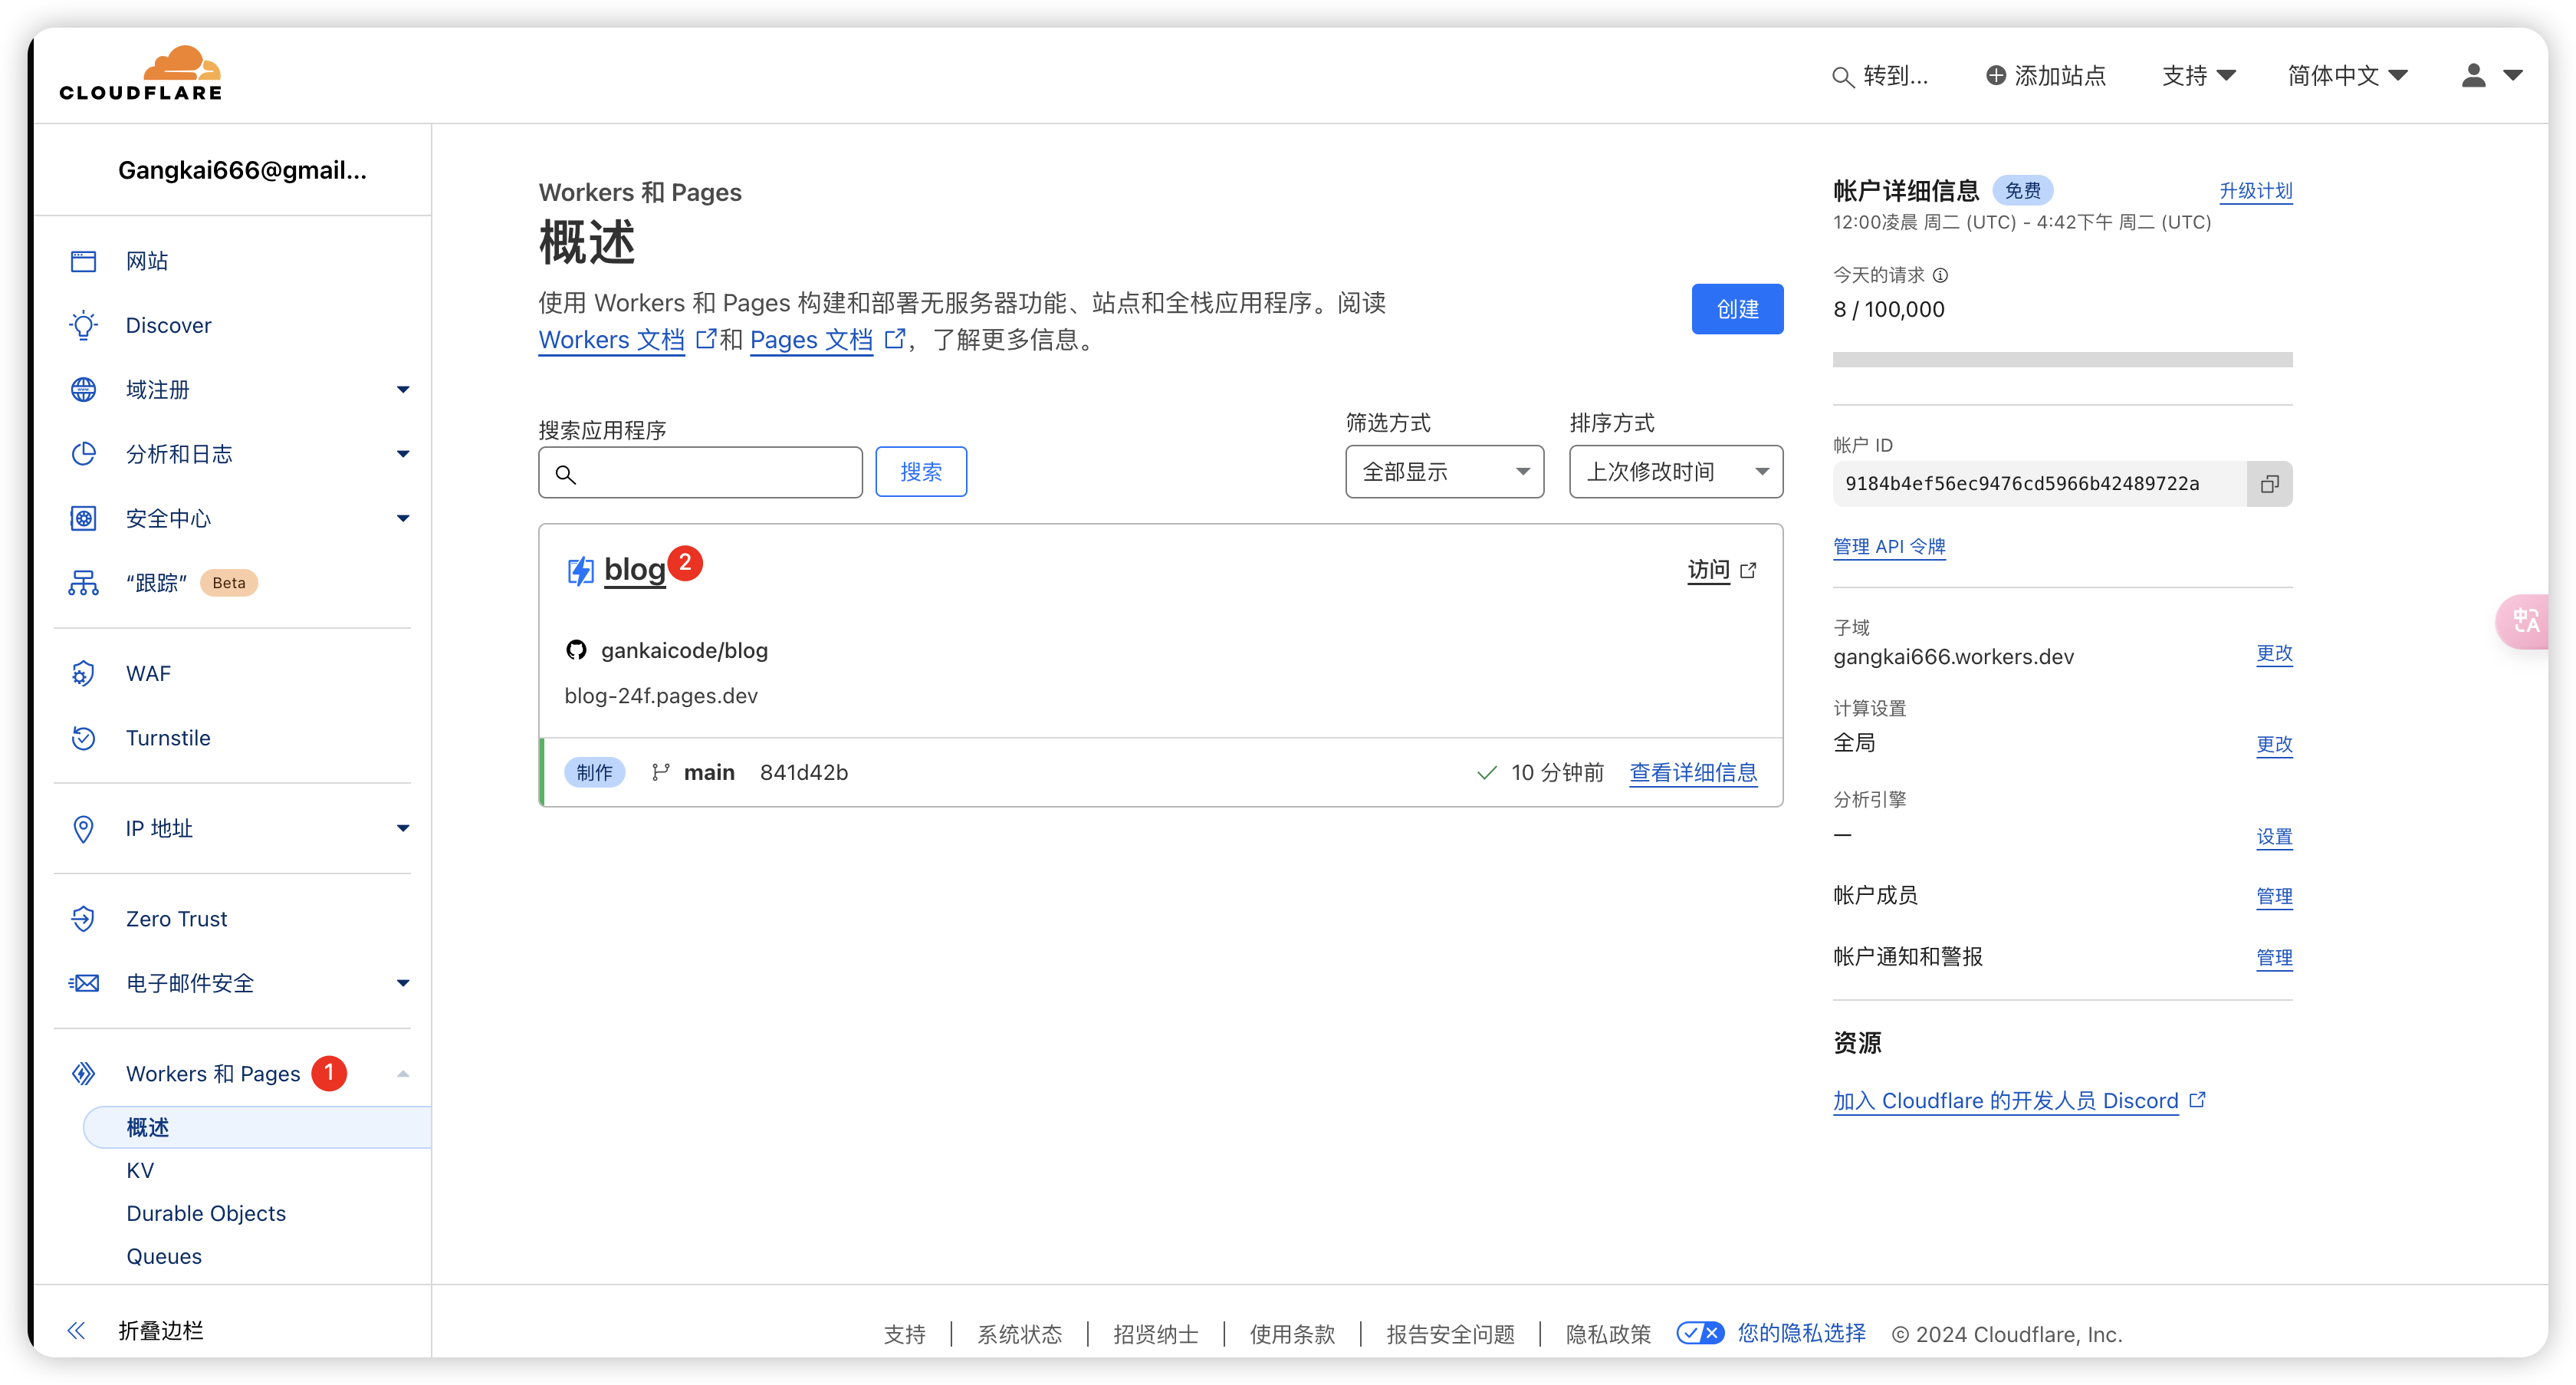 CLOUDFLARE
转到...
添加站点
支持
简体中文
Gangkai666@gmail...
网站
Discover
域注册
分析和日志
安全中心
“跟踪” Beta
WAF
Turnstile
IP 地址
Zero Trust
电子邮件安全
Workers 和 Pages 1
概述
KV
Durable Objects
Queues
折叠边栏
Workers 和 Pages
概述
使用 Workers 和 Pages 构建和部署无服务器功能、站点和全栈应用程序。阅读
Workers 文档 和 Pages 文档 ，了解更多信息。
创建
搜索应用程序
搜索
筛选方式
全部显示
排序方式
上次修改时间
blog 2
访问
gankaicode/blog
blog-24f.pages.dev
制作 main 841d42b
10 分钟前 查看详细信息
帐户详细信息 免费 升级计划
12:00凌晨 周二 (UTC) - 4:42下午 周二 (UTC)
今天的请求
8 / 100,000
帐户 ID
9184b4ef56ec9476cd5966b42489722a
管理 API 令牌
子域
gangkai666.workers.dev 更改
计算设置
全局 更改
分析引擎
— 设置
帐户成员 管理
帐户通知和警报 管理
资源
加入 Cloudflare 的开发人员 Discord
中A
支持 | 系统状态 | 招贤纳士 | 使用条款 | 报告安全问题 | 隐私政策 您的隐私选择 © 2024 Cloudflare, Inc.